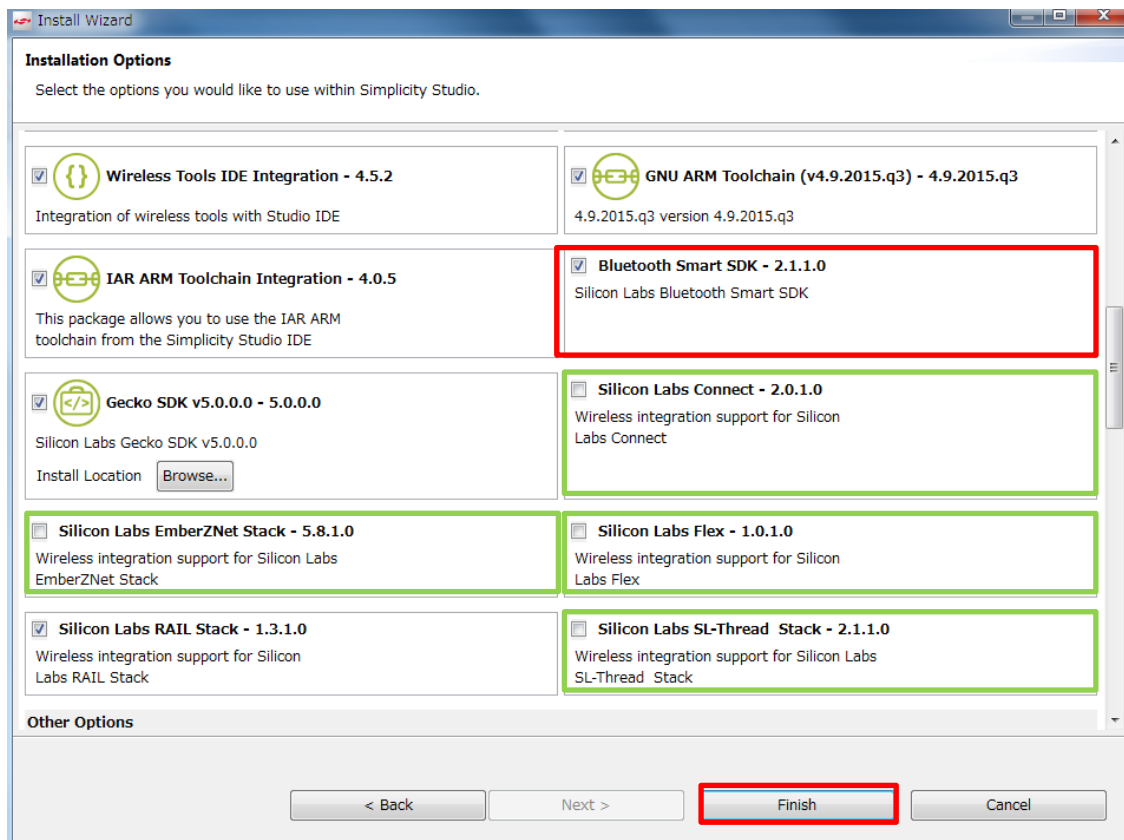 Install Wizard
Installation Options
Select the options you would like to use within Simplicity Studio.
Wireless Tools IDE Integration - 4.5.2
Integration of wireless tools with Studio IDE
GNU ARM Toolchain (v4.9.2015.q3) - 4.9.2015.q3
4.9.2015.q3 version 4.9.2015.q3
IAR ARM Toolchain Integration - 4.0.5
This package allows you to use the IAR ARM
toolchain from the Simplicity Studio IDE
Bluetooth Smart SDK - 2.1.1.0
Silicon Labs Bluetooth Smart SDK
Gecko SDK v5.0.0.0 - 5.0.0.0
Silicon Labs Gecko SDK v5.0.0.0
Install Location Browse...
Silicon Labs Connect - 2.0.1.0
Wireless integration support for Silicon
Labs Connect
Silicon Labs EmberZNet Stack - 5.8.1.0
Wireless integration support for Silicon Labs
EmberZNet Stack
Silicon Labs Flex - 1.0.1.0
Wireless integration support for Silicon
Labs Flex
Silicon Labs RAIL Stack - 1.3.1.0
Wireless integration support for Silicon
Labs RAIL Stack
Silicon Labs SL-Thread Stack - 2.1.1.0
Wireless integration support for Silicon Labs
SL-Thread Stack
Other Options
< Back Next > Finish Cancel